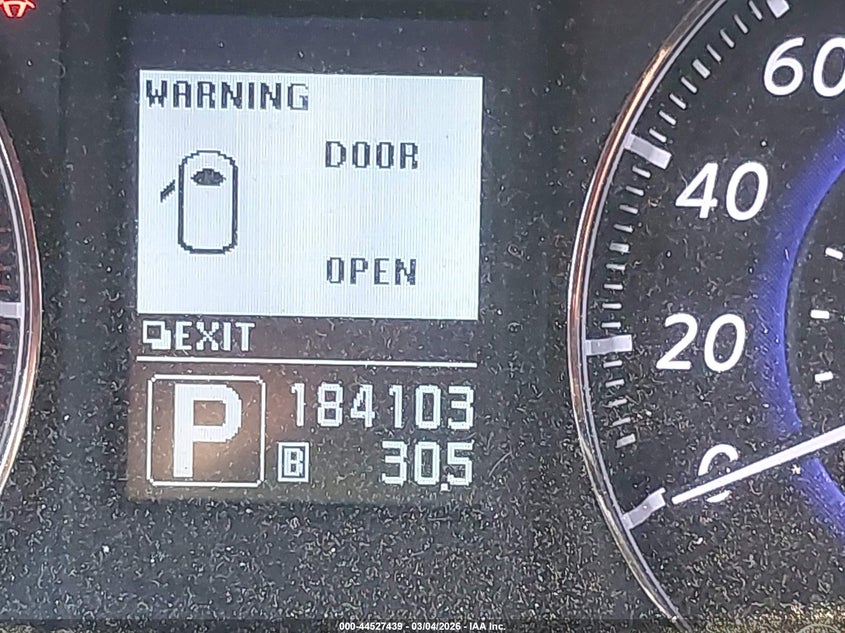 WARNING
DOOR
OPEN
EXIT
P
184103
B
30.5
60
40
20
0
000-44527439 - 03/04/2026 - IAA Inc.